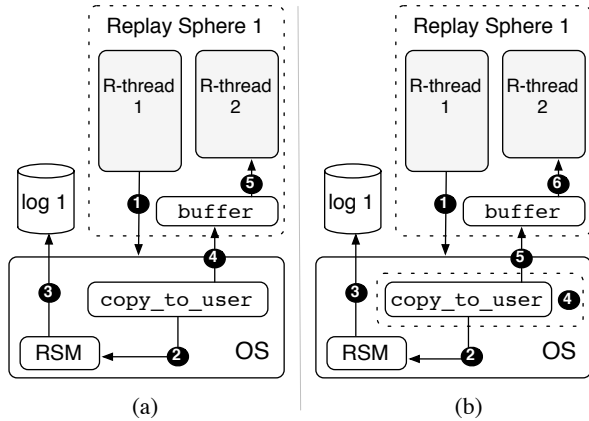 Replay Sphere 1
R-thread
1
R-thread
2
log 1
1
5
buffer
4
3
copy_to_user
2
RSM
OS
(a)
Replay Sphere 1
R-thread
1
R-thread
2
log 1
1
6
buffer
5
3
copy_to_user
4
2
RSM
OS
(b)